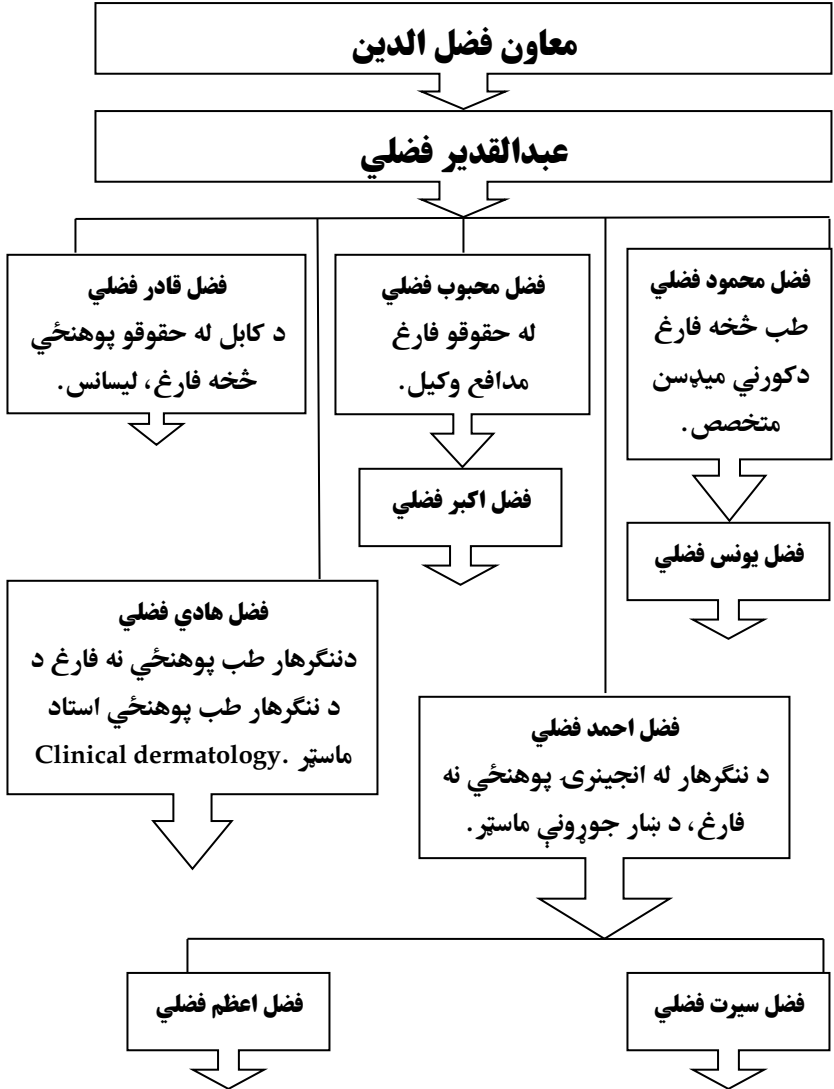 معاون فضل الدين
عبدالقدير فضلي
فضل محمود فضلي
طب څخه فارغ
دکورني ميډسن
متخصص.
فضل محبوب فضلي
له حقوقو فارغ
مدافع وکيل.
فضل قادر فضلي
د کابل له حقوقو پوهنځي
څخه فارغ، ليسانس.
فضل اکبر فضلي
فضل يونس فضلي
فضل هادي فضلي
دننگرهار طب پوهنځي نه فارغ د
د ننگرهار طب پوهنځي استاد
ماسټر .Clinical dermatology
فضل احمد فضلي
د ننگرهار له انجينرۍ پوهنځي نه
فارغ، د ښار جوړونې ماسټر.
فضل سيرت فضلي
فضل اعظم فضلي